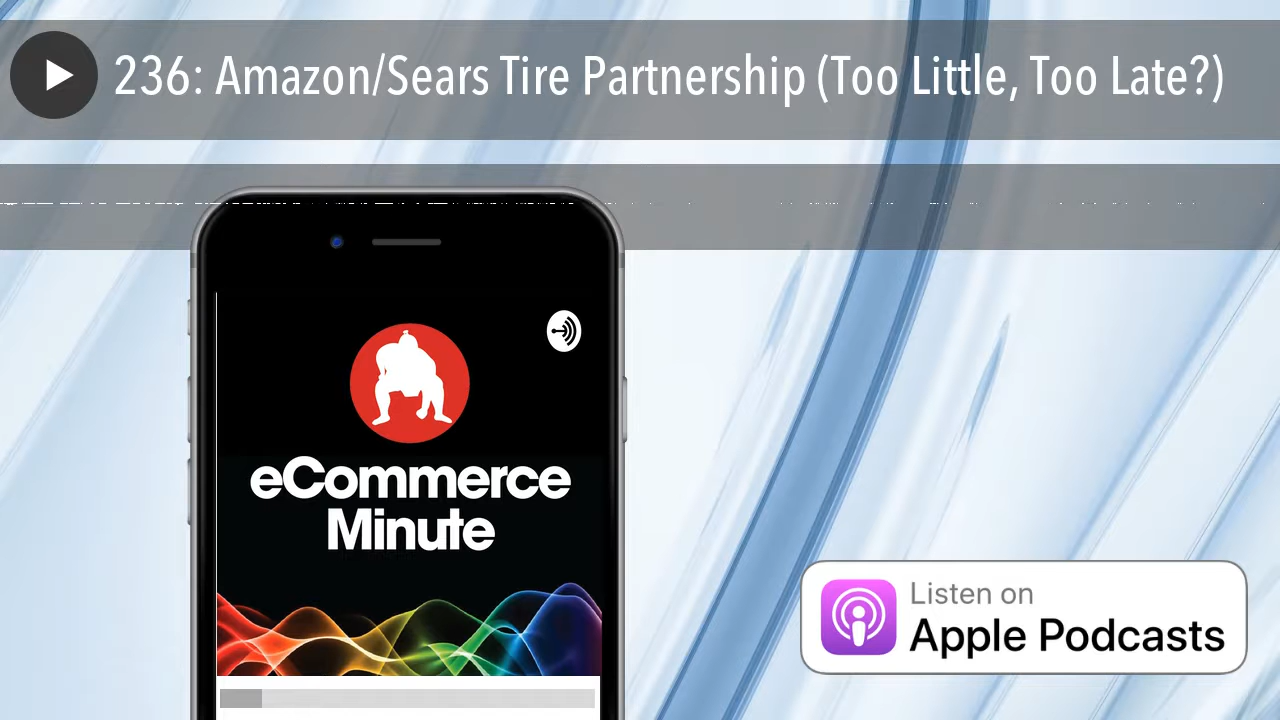 236: Amazon/Sears Tire Partnership (Too Little, Too Late?)
eCommerce
Minute
Listen on
Apple Podcasts